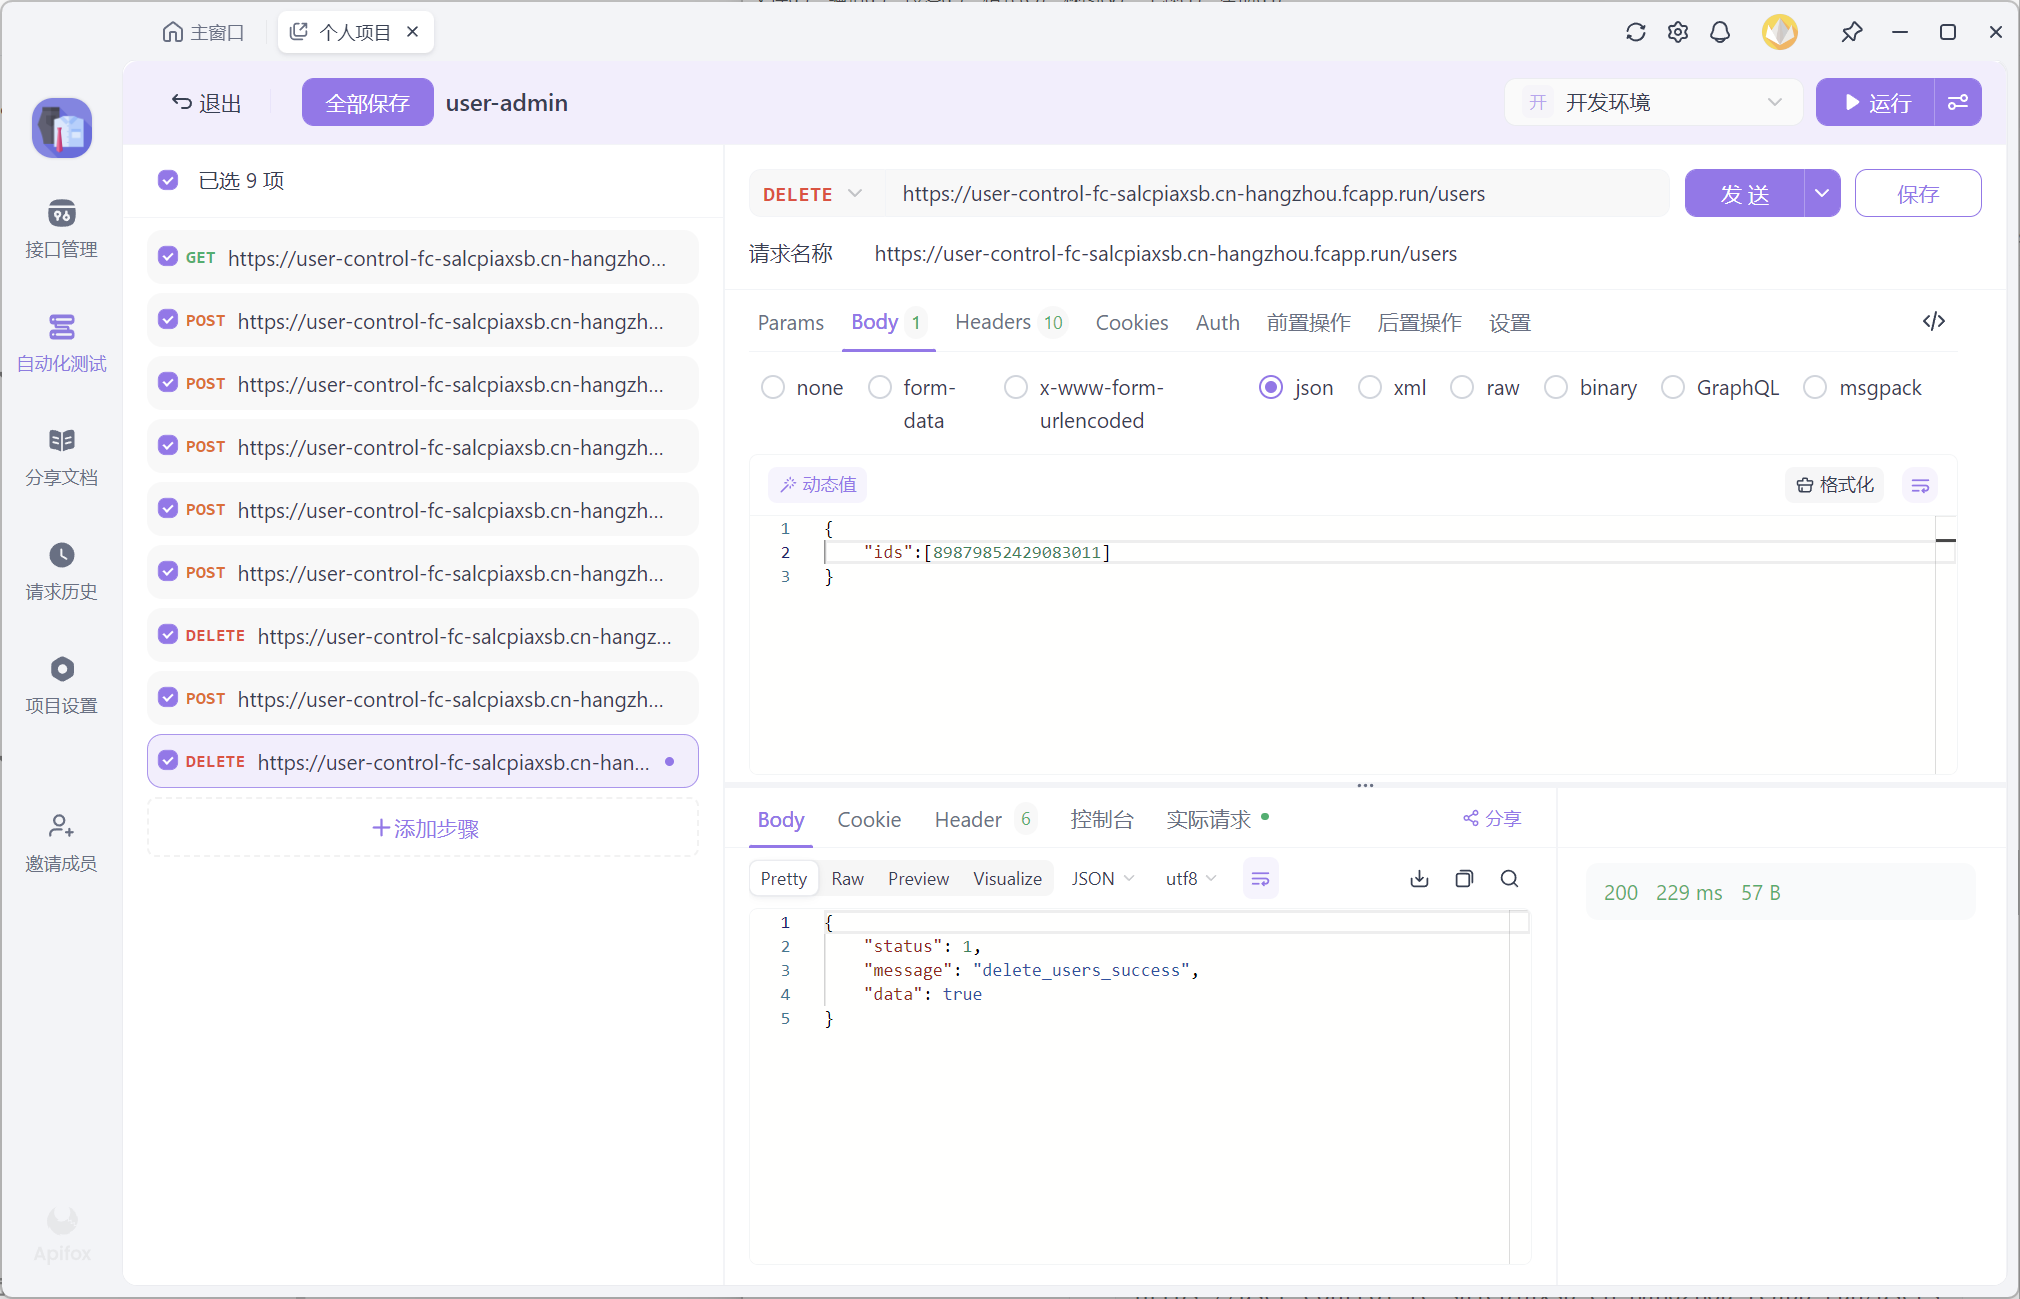 主窗口
个人项目
退出
全部保存
user-admin
开
开发环境
运行
接口管理
自动化测试
分享文档
请求历史
项目设置
邀请成员
Apifox
已选 9 项
GET https://user-control-fc-salcpiaxsb.cn-hangzho...
POST https://user-control-fc-salcpiaxsb.cn-hangzh...
POST https://user-control-fc-salcpiaxsb.cn-hangzh...
POST https://user-control-fc-salcpiaxsb.cn-hangzh...
POST https://user-control-fc-salcpiaxsb.cn-hangzh...
POST https://user-control-fc-salcpiaxsb.cn-hangzh...
DELETE https://user-control-fc-salcpiaxsb.cn-hangz...
POST https://user-control-fc-salcpiaxsb.cn-hangzh...
DELETE https://user-control-fc-salcpiaxsb.cn-han...
添加步骤
DELETE https://user-control-fc-salcpiaxsb.cn-hangzhou.fcapp.run/users
发 送
保存
请求名称 https://user-control-fc-salcpiaxsb.cn-hangzhou.fcapp.run/users
Params Body 1 Headers 10 Cookies Auth 前置操作 后置操作 设置
none form-data x-www-form-urlencoded json xml raw binary GraphQL msgpack
动态值
格式化
1 {
2 "ids":[89879852429083011]
3 }
Body Cookie Header 6 控制台 实际请求
分享
Pretty Raw Preview Visualize JSON utf8
200 229 ms 57 B
1 {
2 "status": 1,
3 "message": "delete_users_success",
4 "data": true
5 }